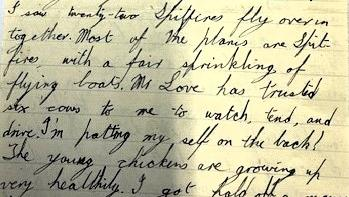 I saw twenty-two Spitfires fly over in
together. Most of the planes are Spit-
fires with a fair sprinkling of
flying boats. Mr Love has trusted
six cows to me to watch, tend, and
drive. I'm patting my self on the back!
The young chickens are growing up
very healthily. I got hold of a